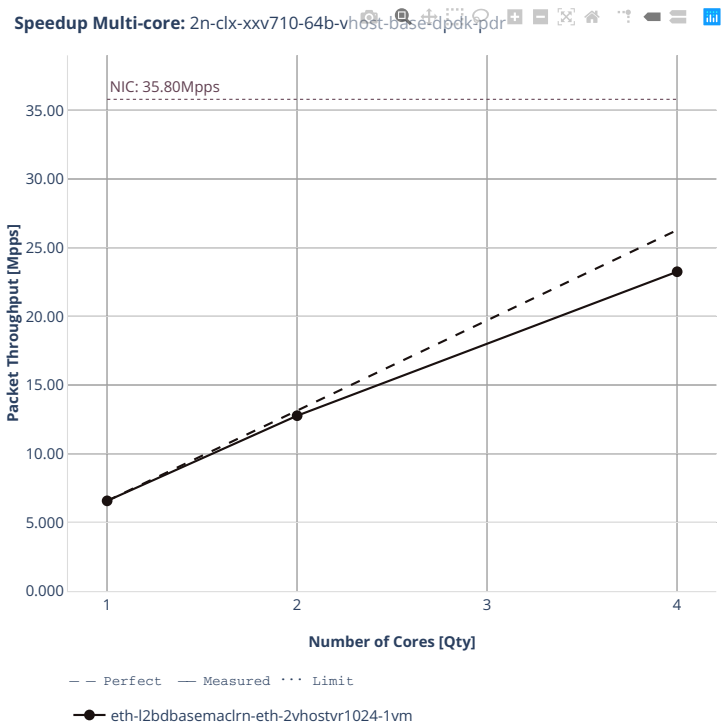 Speedup Multi-core: 2n-clx-xxv710-64b-vhost-base-dpdk-pdr
NIC: 35.80Mpps
35.00
30.00
25.00
20.00
15.00
10.00
5.000
0.000
Packet Throughput [Mpps]
1 2 3 4
Number of Cores [Qty]
Perfect Measured Limit
eth-l2bdbasemaclrn-eth-2vhostvr1024-1vm